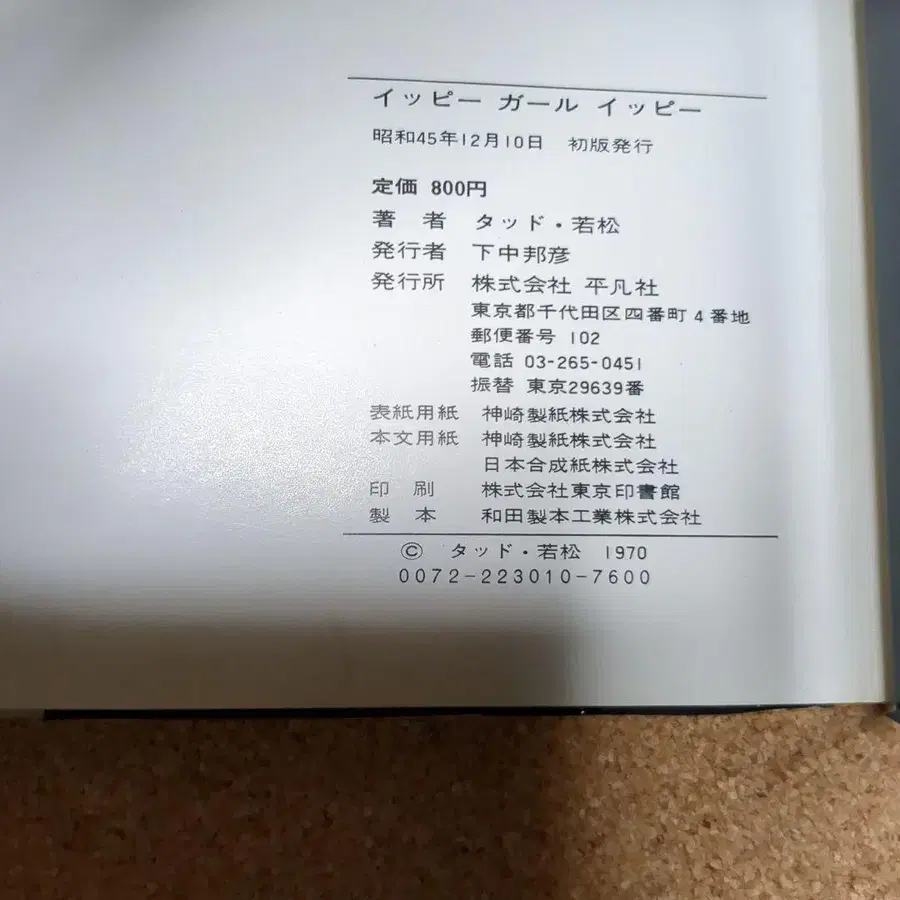 イッピー ガール イッピー
昭和45年12月10日 初版発行
定価 800円
著 者 タッド・若松
発行者 下中邦彦
発行所 株式会社 平凡社
東京都千代田区四番町4番地
郵便番号 102
電話 03-265-0451
振替 東京29639番
表紙用紙 神崎製紙株式会社
本文用紙 神崎製紙株式会社
日本合成紙株式会社
印 刷 株式会社東京印書館
製 本 和田製本工業株式会社
© タッド・若松 1970
0072-223010-7600